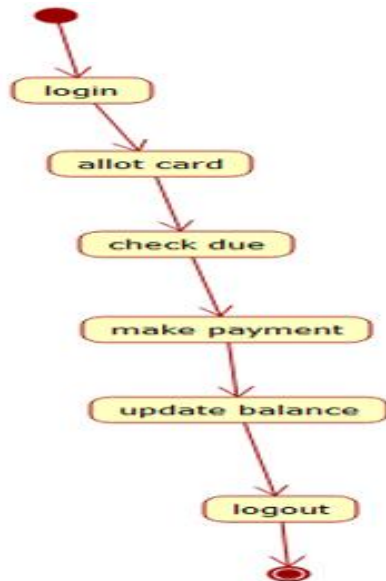 login
allot card
check due
make payment
update balance
logout